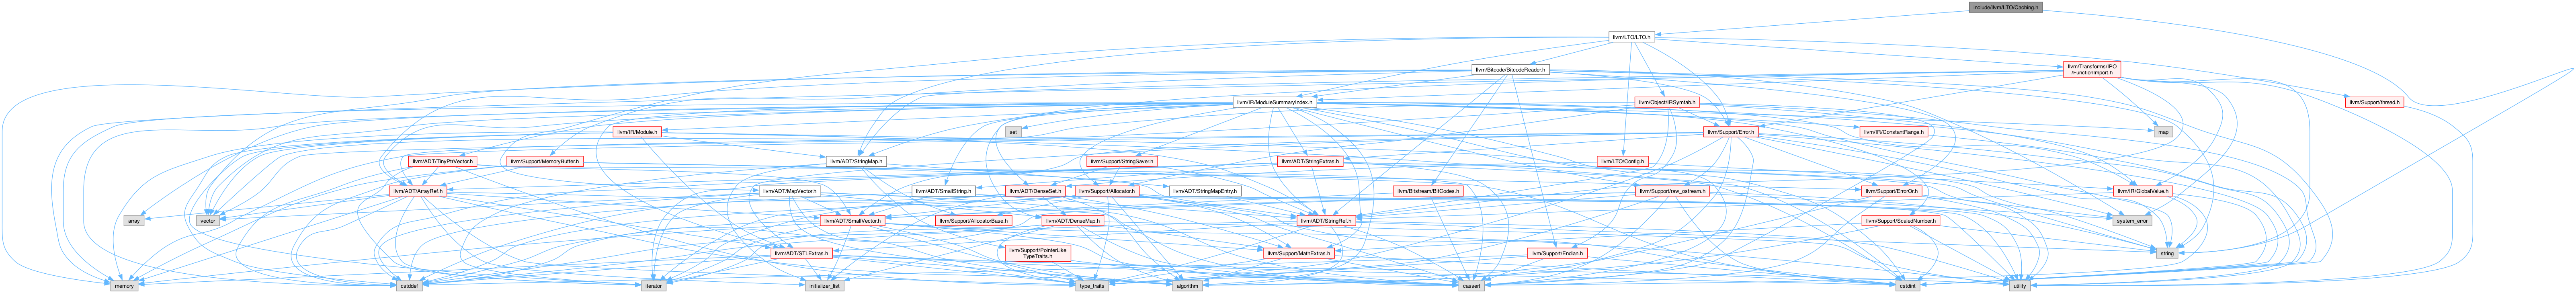 include/llvm/LTO/Caching.h
llvm/LTO/LTO.h
llvm/Bitcode/BitcodeReader.h
llvm/Transforms/IPO
/FunctionImport.h
llvm/IR/ModuleSummaryIndex.h
llvm/Object/IRSymtab.h
llvm/Support/thread.h
set
llvm/IR/Module.h
llvm/Support/Error.h
llvm/IR/ConstantRange.h
map
llvm/ADT/TinyPtrVector.h
llvm/Support/MemoryBuffer.h
llvm/ADT/StringMap.h
llvm/Support/StringSaver.h
llvm/ADT/StringExtras.h
llvm/LTO/Config.h
llvm/ADT/ArrayRef.h
llvm/ADT/MapVector.h
llvm/ADT/SmallString.h
llvm/ADT/DenseSet.h
llvm/Support/Allocator.h
llvm/ADT/StringMapEntry.h
llvm/Bitstream/BitCodes.h
llvm/Support/raw_ostream.h
llvm/Support/ErrorOr.h
llvm/IR/GlobalValue.h
array
vector
llvm/ADT/SmallVector.h
llvm/Support/AllocatorBase.h
llvm/ADT/DenseMap.h
llvm/ADT/StringRef.h
llvm/Support/ScaledNumber.h
system_error
llvm/ADT/STLExtras.h
llvm/Support/PointerLike
TypeTraits.h
llvm/Support/MathExtras.h
llvm/Support/Endian.h
string
memory
cstddef
iterator
initializer_list
type_traits
algorithm
cassert
cstdint
utility